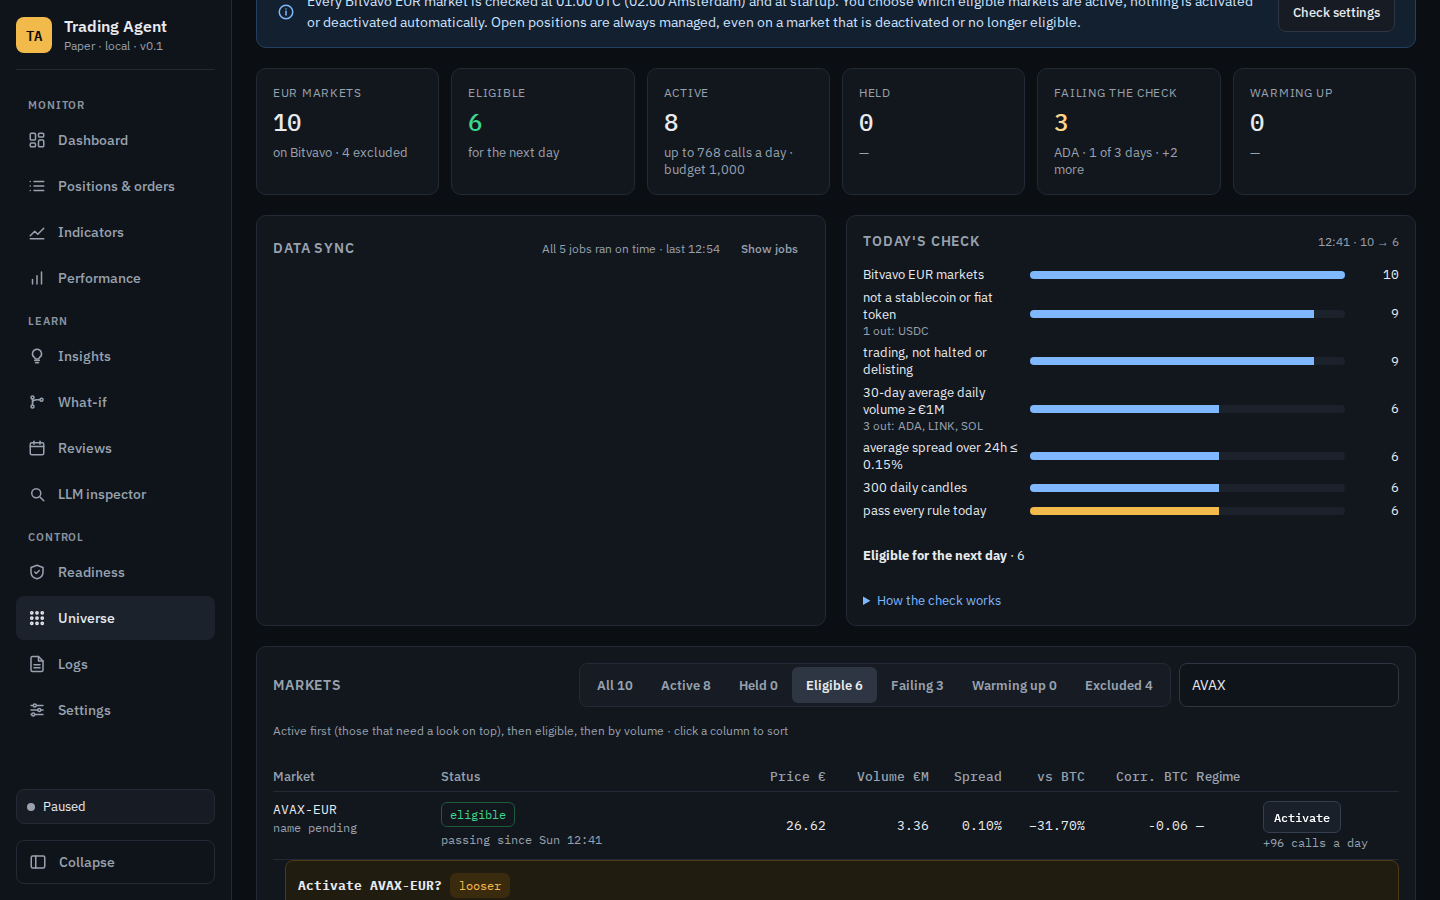 TA
Trading Agent
Paper · local · v0.1
MONITOR
Dashboard
Positions & orders
Indicators
Performance
LEARN
Insights
What-if
Reviews
LLM inspector
CONTROL
Readiness
Universe
Logs
Settings
Paused
Collapse
Every Bitvavo EUR market is checked at 01:00 UTC (02:00 Amsterdam) and at startup. You choose which eligible markets are active, nothing is activated
or deactivated automatically. Open positions are always managed, even on a market that is deactivated or no longer eligible.
Check settings
EUR MARKETS
10
on Bitvavo · 4 excluded
ELIGIBLE
6
for the next day
ACTIVE
8
up to 768 calls a day ·
budget 1,000
HELD
0
—
FAILING THE CHECK
3
ADA · 1 of 3 days · +2
more
WARMING UP
0
—
DATA SYNC
All 5 jobs ran on time · last 12:54
Show jobs
TODAY'S CHECK
12:41 · 10 → 6
Bitvavo EUR markets
10
not a stablecoin or fiat
token
1 out: USDC
9
trading, not halted or
delisting
9
30-day average daily
volume ≥ €1M
3 out: ADA, LINK, SOL
6
average spread over 24h ≤
0.15%
6
300 daily candles
6
pass every rule today
6
Eligible for the next day · 6
▶ How the check works
MARKETS
All 10
Active 8
Held 0
Eligible 6
Failing 3
Warming up 0
Excluded 4
AVAX
Active first (those that need a look on top), then eligible, then by volume · click a column to sort
Market Status Price € Volume €M Spread vs BTC Corr. BTC Regime
AVAX-EUR
name pending
eligible
passing since Sun 12:41
26.62 3.36 0.10% −31.70% -0.06 —
Activate
+96 calls a day
Activate AVAX-EUR? looser